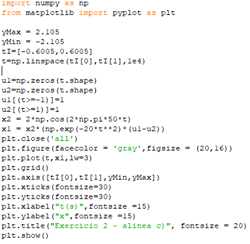 import numpy as np
from matplotlib import pyplot as plt
yMax = 2.105
yMin = -2.105
tI=[-0.6005,0.6005]
t=np.linspace(tI[0],tI[1],1e4)
u1=np.zeros(t.shape)
u2=np.zeros(t.shape)
u1[(t>=-1)]=1
u2[(t>=1)]=1
x2 = 2*np.cos(2*np.pi*50*t)
x1 = x2*(np.exp(-20*t**2)*(u1-u2))
plt.close('all')
plt.figure(facecolor = 'gray',figsize = (20,16))
plt.plot(t,x1,lw=3)
plt.grid()
plt.axis([tI[0],tI[1],yMin,yMax])
plt.xticks(fontsize=30)
plt.yticks(fontsize=30)
plt.xlabel("t(s)",fontsize =15)
plt.ylabel("x",fontsize =15)
plt.title("Exercicio 2 - alinea c)", fontsize = 20)
plt.show()